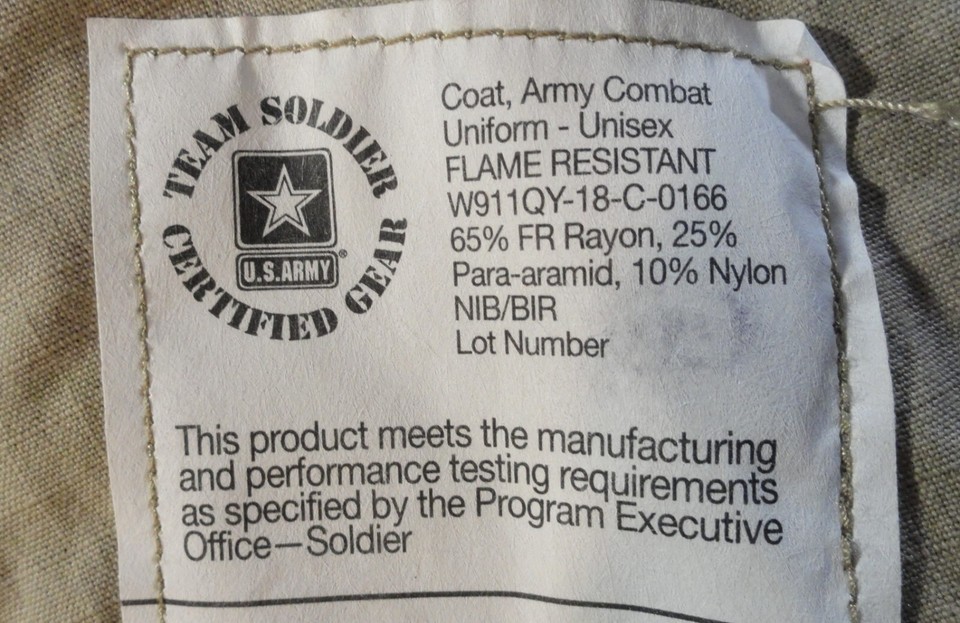 TEAM SOLDIER
CERTIFIED GEAR
U.S.ARMY®
Coat, Army Combat
Uniform - Unisex
FLAME RESISTANT
W911QY-18-C-0166
65% FR Rayon, 25%
Para-aramid, 10% Nylon
NIB/BIR
Lot Number
This product meets the manufacturing
and performance testing requirements
as specified by the Program Executive
Office—Soldier